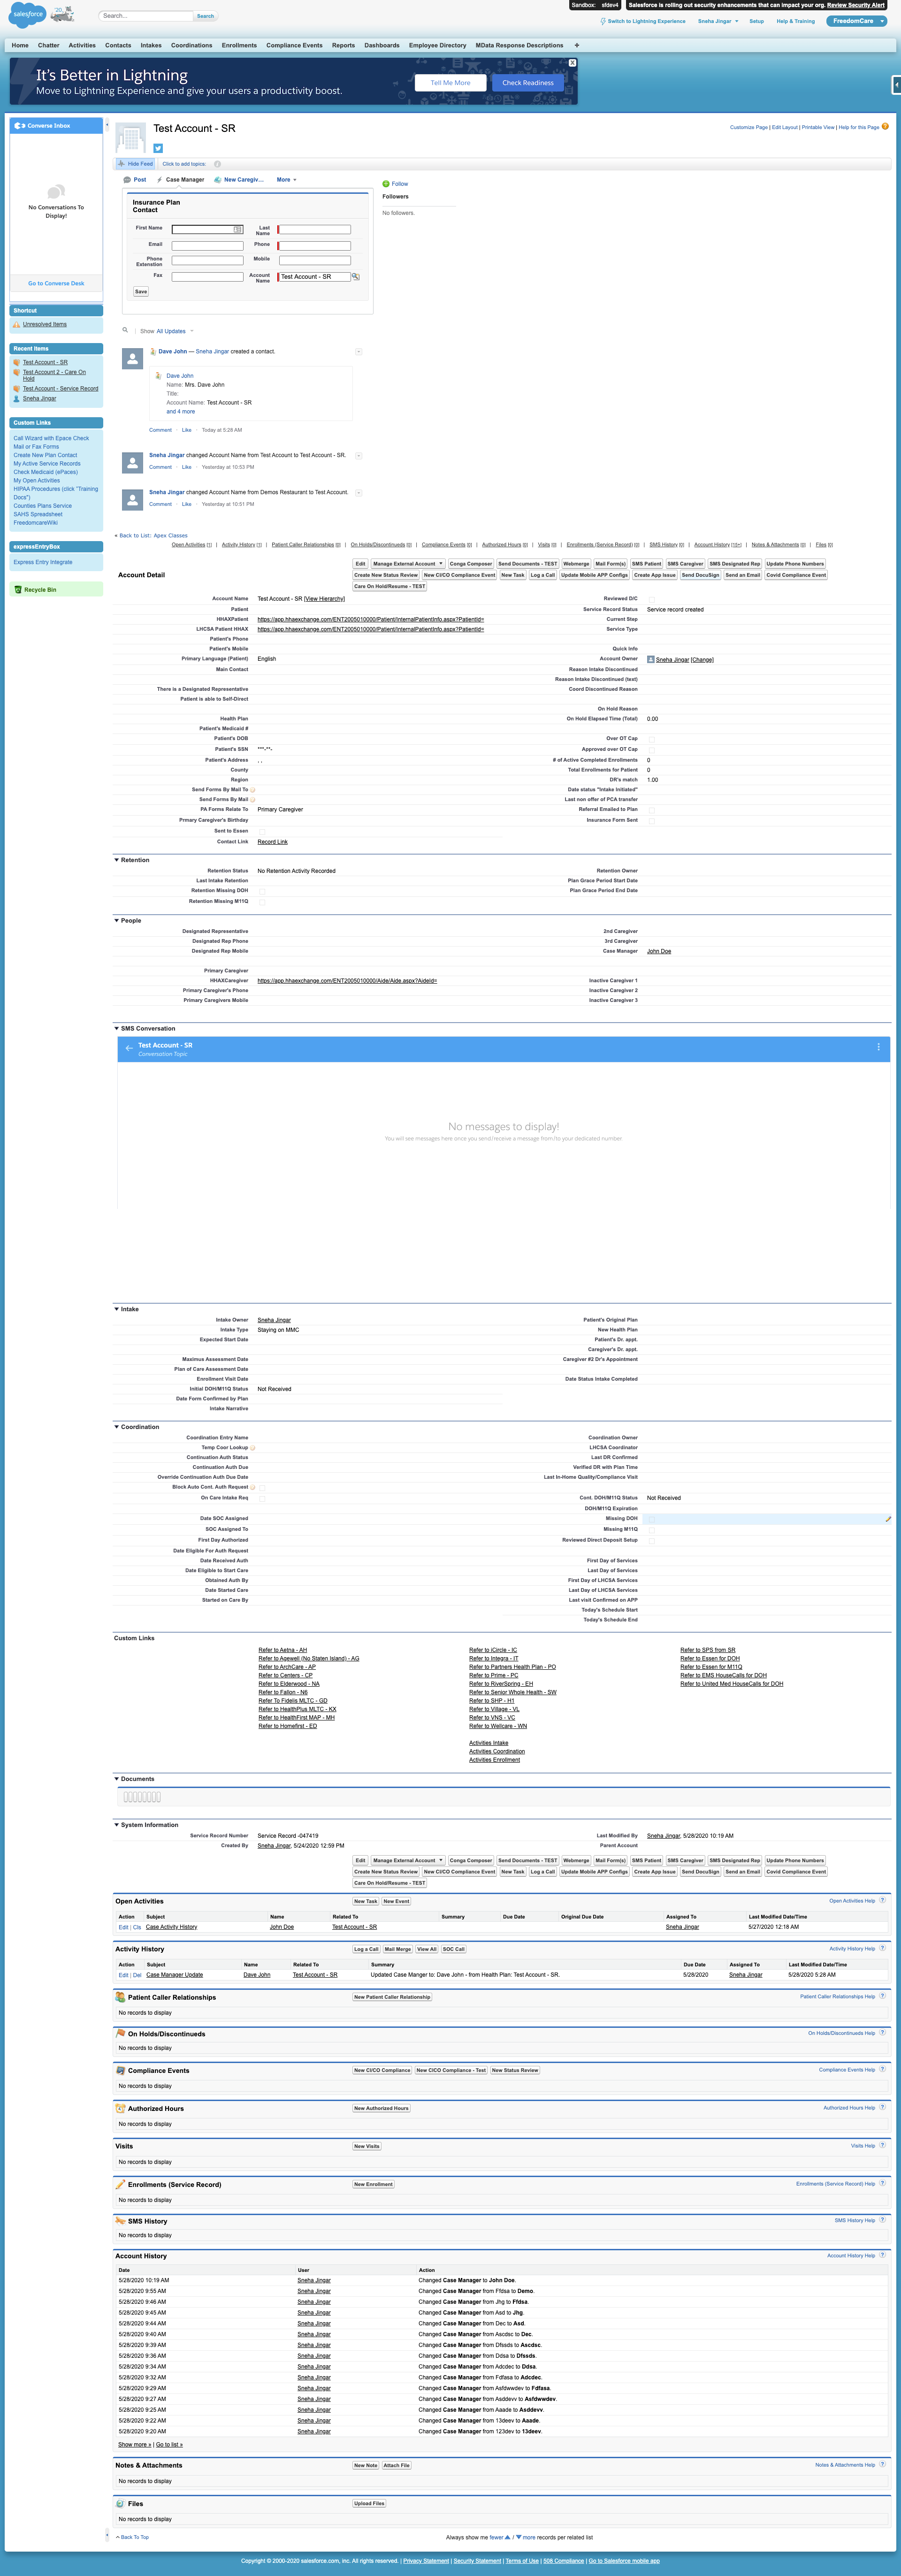 Sandbox: sfdev4
Salesforce is rolling out security enhancements that can impact your org. Review Security Alert
salesforce
Search...
Search
Switch to Lightning Experience Sneha Jingar Setup Help & Training FreedomCare
Home Chatter Activities Contacts Intakes Coordinations Enrollments Compliance Events Reports Dashboards Employee Directory MData Response Descriptions +
It's Better in Lightning
Move to Lightning Experience and give your users a productivity boost.
Tell Me More
Check Readiness
X
Converse Inbox
No Conversations To
Display!
Go to Converse Desk
Shortcut
Unresolved Items
Recent Items
Test Account - SR
Test Account 2 - Care On
Hold
Test Account - Service Record
Sneha Jingar
Custom Links
Call Wizard with Epace Check
Mail or Fax Forms
Create New Plan Contact
My Active Service Records
Check Medicaid (ePaces)
My Open Activities
HIPAA Procedures (click "Training
Docs")
Counties Plans Service
SAHS Spreadsheet
FreedomcareWiki
expressEntryBox
Express Entry Integrate
Recycle Bin
Test Account - SR
Customize Page | Edit Layout | Printable View | Help for this Page
Hide Feed
Click to add topics:
Post Case Manager New Caregiv... More
Follow
Followers
No followers.
Insurance Plan
Contact
First Name
Last
Name
Email
Phone
Phone
Extenstion
Mobile
Fax
Account
Name
Test Account - SR
Save
Show All Updates
Dave John — Sneha Jingar created a contact.
Dave John
Name: Mrs. Dave John
Title:
Account Name: Test Account - SR.
and 4 more
Comment · Like · Today at 5:28 AM
Sneha Jingar changed Account Name from Test Account to Test Account - SR.
Comment · Like · Yesterday at 10:53 PM
Sneha Jingar changed Account Name from Demos Restaurant to Test Account.
Comment · Like · Yesterday at 10:51 PM
« Back to List: Apex Classes
Open Activities [1] | Activity History [1] | Patient Caller Relationships [0] | On Holds/Discontinueds [0] | Compliance Events [0] | Authorized Hours [0] | Visits [0] | Enrollments (Service Record) [0] | SMS History [0] | Account History [15+] | Notes & Attachments [0] | Files [0]
Account Detail
Edit Manage External Account Conga Composer Send Documents - TEST Webmerge Mail Form(s) SMS Patient SMS Caregiver SMS Designated Rep Update Phone Numbers
Create New Status Review New CI/CO Compliance Event New Task Log a Call Update Mobile APP Configs Create App Issue Send DocuSign Send an Email Covid Compliance Event
Care On Hold/Resume - TEST
Account Name Test Account - SR [View Hierarchy] Reviewed D/C
Patient Service Record Status Service record created
HHAXPatient https://app.hhaexchange.com/ENT2005010000/Patient/InternalPatientInfo.aspx?PatientId= Current Step
LHCSA Patient HHAX https://app.hhaexchange.com/ENT2005010000/Patient/InternalPatientInfo.aspx?PatientId= Service Type
Patient's Phone
Patient's Mobile Quick Info
Primary Language (Patient) English Account Owner Sneha Jingar [Change]
Main Contact Reason Intake Discontinued
Reason Intake Discontinued (text)
There is a Designated Representative Coord Discontinued Reason
Patient is able to Self-Direct
On Hold Reason
Health Plan On Hold Elapsed Time (Total) 0.00
Patient's Medicaid #
Patient's DOB Over OT Cap
Patient's SSN ***-**- Approved over OT Cap
Patient's Address , , # of Active Completed Enrollments 0
County Total Enrollments for Patient 0
Region DR's match 1.00
Send Forms By Mail To Date status "Intake Initiated"
Send Forms By Mail Last non offer of PCA transfer
PA Forms Relate To Primary Caregiver Referral Emailed to Plan
Prmary Caregiver's Birthday Insurance Form Sent
Sent to Essen
Contact Link Record Link
Retention
Retention Status No Retention Activity Recorded Retention Owner
Last Intake Retention Plan Grace Period Start Date
Retention Missing DOH Plan Grace Period End Date
Retention Missing M11Q
People
Designated Representative 2nd Caregiver
Designated Rep Phone 3rd Caregiver
Designated Rep Mobile Case Manager John Doe
Primary Caregiver
HHAXCaregiver https://app.hhaexchange.com/ENT2005010000/Aide/Aide.aspx?AideId= Inactive Caregiver 1
Primary Caregiver's Phone Inactive Caregiver 2
Primary Caregivers Mobile Inactive Caregiver 3
SMS Conversation
Test Account - SR
Conversation Topic
No messages to display!
You will see messages here once you send/receive a message from/to your dedicated number
Intake
Intake Owner Sneha Jingar Patient's Original Plan
Intake Type Staying on MMC New Health Plan
Expected Start Date Patient's Dr. appt.
Caregiver's Dr. appt.
Maximus Assessment Date Caregiver #2 Dr's Appointment
Plan of Care Assessment Date
Enrollment Visit Date Date Status Intake Completed
Initial DOH/M11Q Status Not Received
Date Form Confirmed by Plan
Intake Narrative
Coordination
Coordination Entry Name Coordination Owner
Temp Coor Lookup LHCSA Coordinator
Continuation Auth Status Last DR Confirmed
Continuation Auth Due Verified DR with Plan Time
Override Continuation Auth Due Date Last In-Home Quality/Compliance Visit
Block Auto Cont. Auth Request
On Care Intake Req Cont. DOH/M11Q Status Not Received
DOH/M11Q Expiration
Date SOC Assigned Missing DOH
SOC Assigned To Missing M11Q
First Day Authorized Reviewed Direct Deposit Setup
Date Eligible For Auth Request
Date Received Auth First Day of Services
Date Eligible to Start Care Last Day of Services
Obtained Auth By First Day of LHCSA Services
Date Started Care Last Day of LHCSA Services
Started on Care By Last visit Confirmed on APP
Today's Schedule Start
Today's Schedule End
Custom Links
Refer to Aetna - AH Refer to iCircle - IC Refer to SPS from SR
Refer to Agewell (No Staten Island) - AG Refer to Integra - IT Refer to Essen for DOH
Refer to ArchCare - AP Refer to Partners Health Plan - PO Refer to Essen for M11Q
Refer to Centers - CP Refer to Prime - PC Refer to EMS HouseCalls for DOH
Refer to Elderwood - NA Refer to RiverSpring - EH Refer to United Med HouseCalls for DOH
Refer to Fallon - N6 Refer to Senior Whole Health - SW
Refer To Fidelis MLTC - GD Refer to SHP - H1
Refer to HealthPlus MLTC - KX Refer to Village - VL
Refer to HealthFirst MAP - MH Refer to VNS - VC
Refer to Homefirst - ED Refer to Wellcare - WN
Activities Intake
Activities Coordination
Activities Enrollment
Documents
System Information
Service Record Number Service Record -047419 Last Modified By Sneha Jingar, 5/28/2020 10:19 AM
Created By Sneha Jingar, 5/24/2020 12:59 PM Parent Account
Edit Manage External Account Conga Composer Send Documents - TEST Webmerge Mail Form(s) SMS Patient SMS Caregiver SMS Designated Rep Update Phone Numbers
Create New Status Review New CI/CO Compliance Event New Task Log a Call Update Mobile APP Configs Create App Issue Send DocuSign Send an Email Covid Compliance Event
Care On Hold/Resume - TEST
Open Activities New Task New Event Open Activities Help
Action Subject Name Related To Summary Due Date Original Due Date Assigned To Last Modified Date/Time
Edit | Cls Case Activity History John Doe Test Account - SR Sneha Jingar 5/27/2020 12:18 AM
Activity History Log a Call Mail Merge View All SOC Call Activity History Help
Action Subject Name Related To Summary Due Date Assigned To Last Modified Date/Time
Edit | Del Case Manager Update Dave John Test Account - SR Updated Case Manger to: Dave John - from Health Plan: Test Account - SR. 5/28/2020 Sneha Jingar 5/28/2020 5:28 AM
Patient Caller Relationships New Patient Caller Relationship Patient Caller Relationships Help
No records to display
On Holds/Discontinueds On Holds/Discontinueds Help
No records to display
Compliance Events New CI/CO Compliance New CICO Compliance - Test New Status Review Compliance Events Help
No records to display
Authorized Hours New Authorized Hours Authorized Hours Help
No records to display
Visits New Visits Visits Help
No records to display
Enrollments (Service Record) New Enrollment Enrollments (Service Record) Help
No records to display
SMS History SMS History Help
No records to display
Account History Account History Help
Date User Action
5/28/2020 10:19 AM Sneha Jingar Changed Case Manager to John Doe.
5/28/2020 9:55 AM Sneha Jingar Changed Case Manager from Ffdsa to Demo.
5/28/2020 9:46 AM Sneha Jingar Changed Case Manager from Jhg to Ffdsa.
5/28/2020 9:45 AM Sneha Jingar Changed Case Manager from Asd to Jhg.
5/28/2020 9:44 AM Sneha Jingar Changed Case Manager from Dec to Asd.
5/28/2020 9:40 AM Sneha Jingar Changed Case Manager from Ascdsc to Dec.
5/28/2020 9:39 AM Sneha Jingar Changed Case Manager from Dfssds to Ascdsc.
5/28/2020 9:36 AM Sneha Jingar Changed Case Manager from Ddsa to Dfssds.
5/28/2020 9:34 AM Sneha Jingar Changed Case Manager from Adcdec to Ddsa.
5/28/2020 9:32 AM Sneha Jingar Changed Case Manager from Fdfasa to Adcdec.
5/28/2020 9:29 AM Sneha Jingar Changed Case Manager from Asfdwwdev to Fdfasa.
5/28/2020 9:27 AM Sneha Jingar Changed Case Manager from Asddevv to Asfdwwdev.
5/28/2020 9:25 AM Sneha Jingar Changed Case Manager from Aaade to Asddevv.
5/28/2020 9:22 AM Sneha Jingar Changed Case Manager from 13deev to Aaade.
5/28/2020 9:20 AM Sneha Jingar Changed Case Manager from 123dev to 13deev.
Show more » | Go to list »
Notes & Attachments New Note Attach File Notes & Attachments Help
No records to display
Files Upload Files
No records to display
Back To Top Always show me fewer / more records per related list
Copyright © 2000-2020 salesforce.com, inc. All rights reserved. | Privacy Statement | Security Statement | Terms of Use | 508 Compliance | Go to Salesforce mobile app